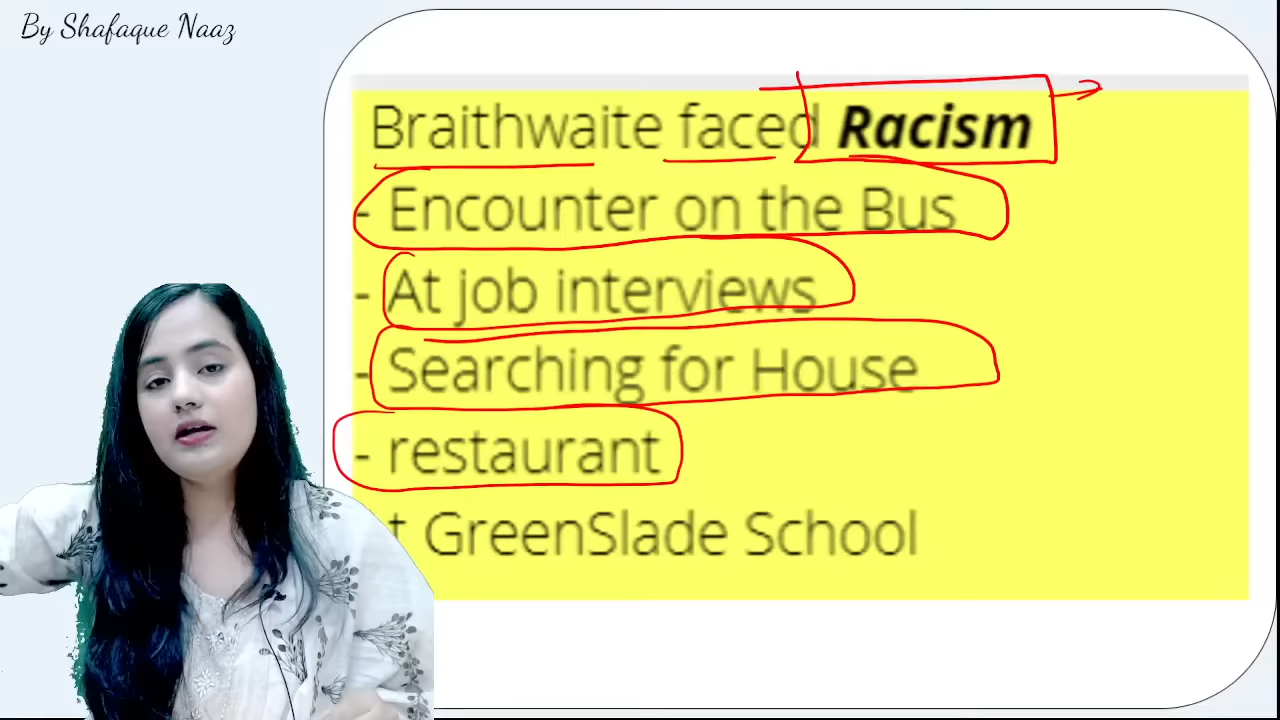 By Shafaque Naaz
Braithwaite faced Racism
- Encounter on the Bus
- At job interviews
- Searching for House
- restaurant
t GreenSlade School